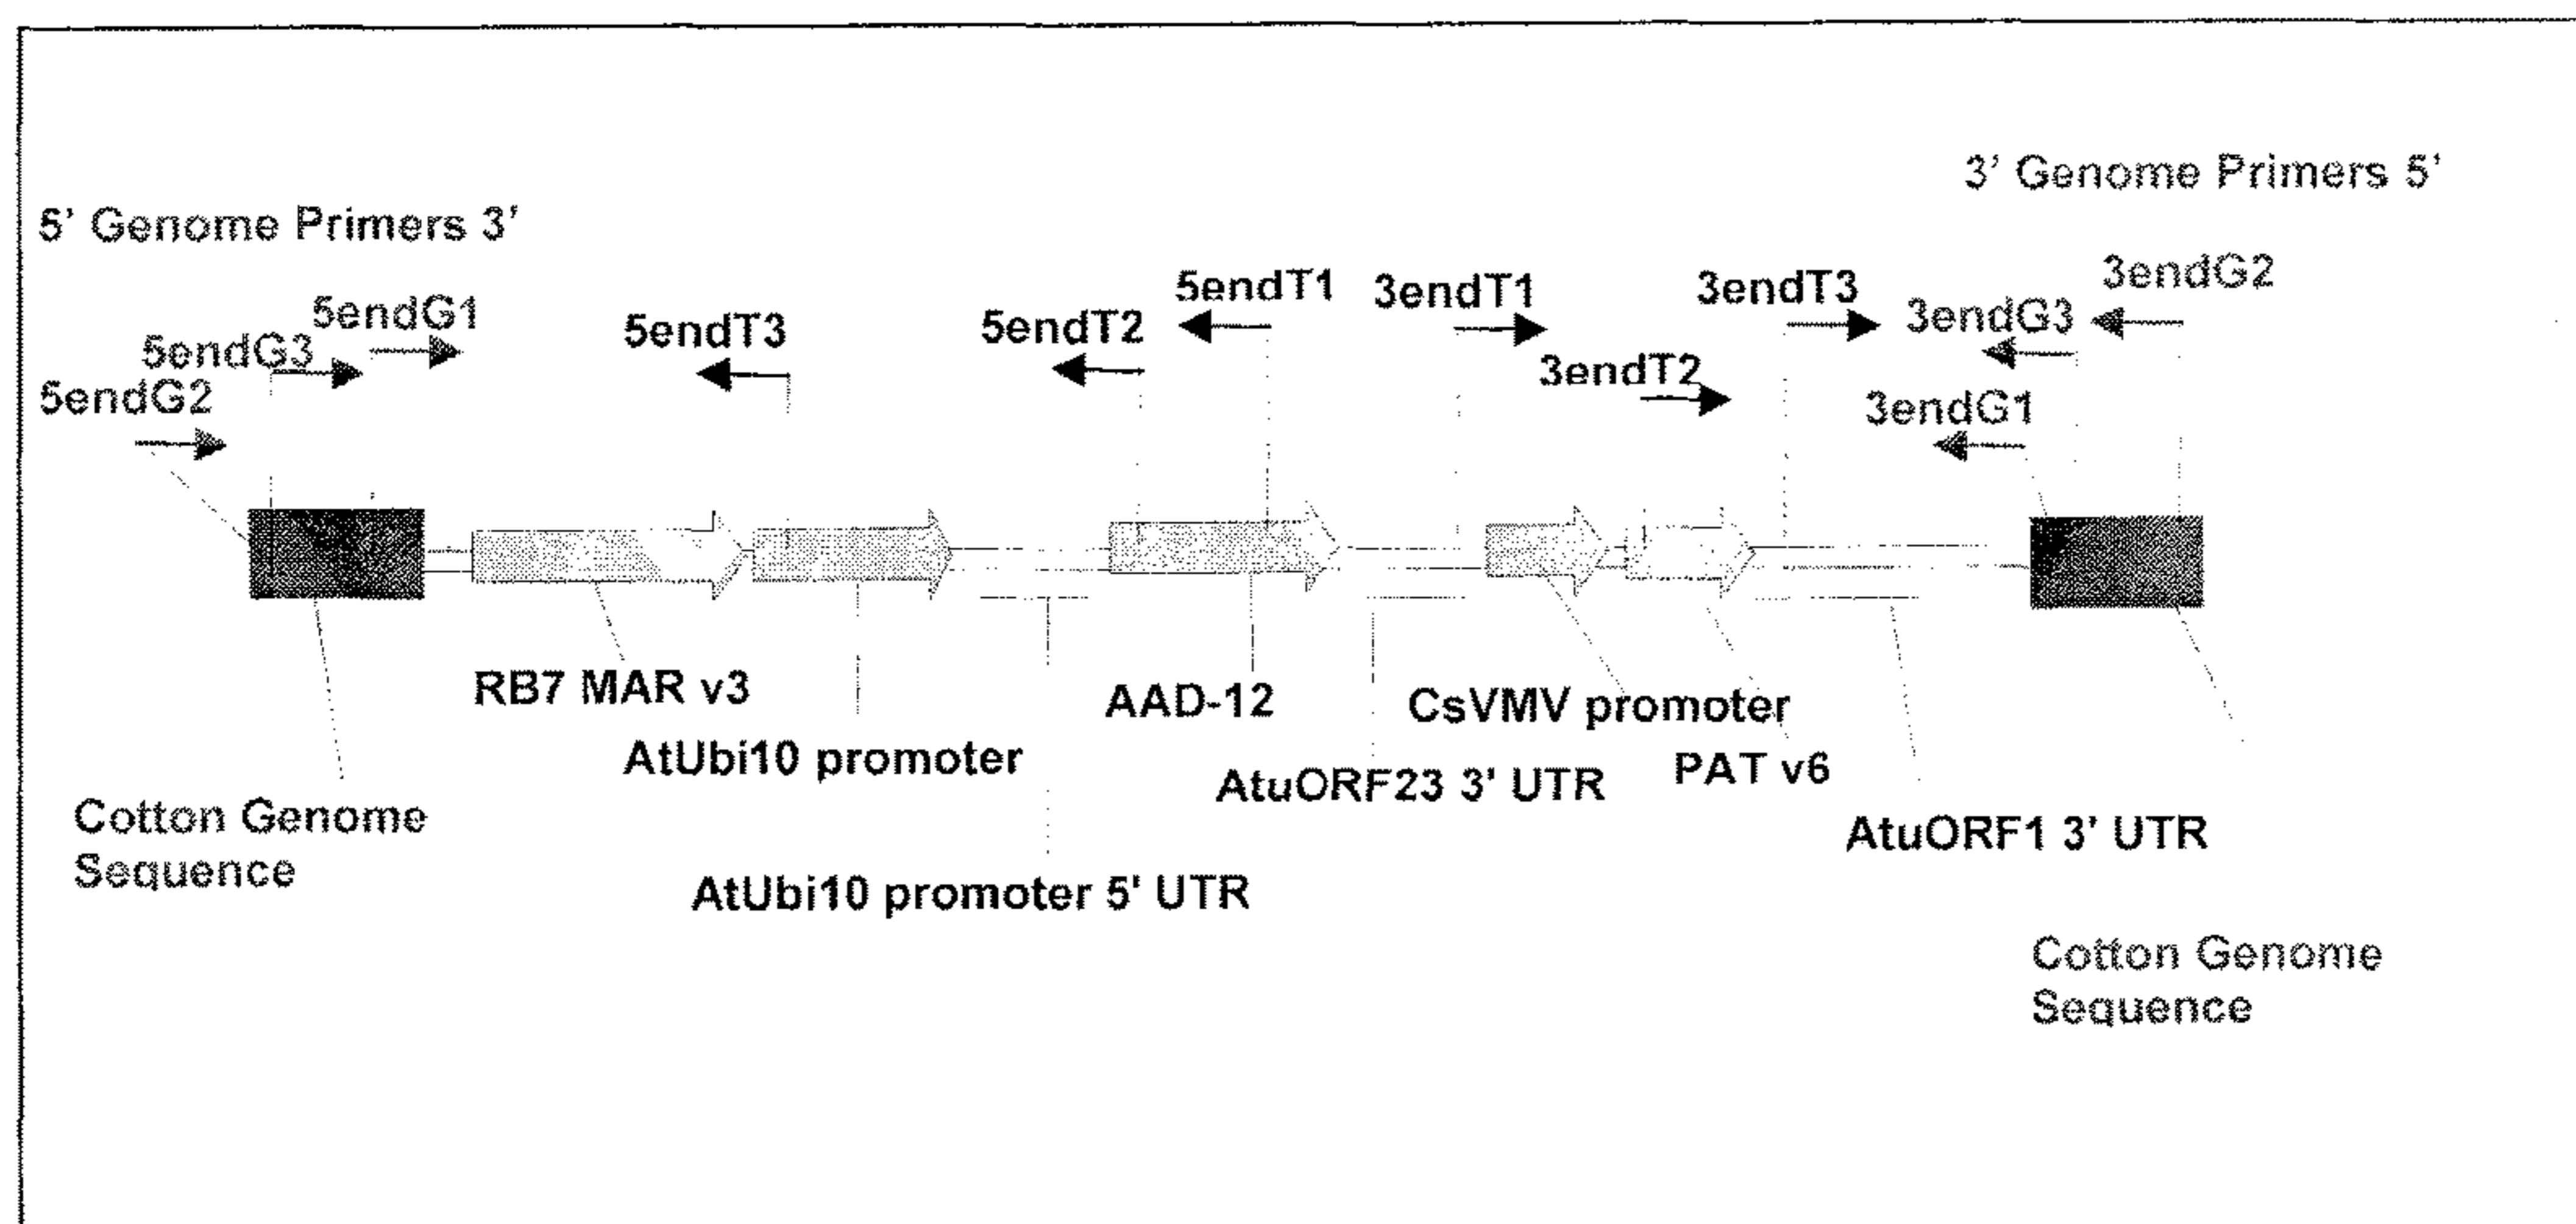 3' Genome Primers 5'
5' Genome Primers 3'
5endG2
5endG3
5endG1
5endT3
5endT2
5endT1
3endT1
3endT2
3endT3
3endG1
3endG3
3endG2
RB7 MAR v3
AtUbi10 promoter
AtUbi10 promoter 5' UTR
AAD-12
AtuORF23 3' UTR
CsVMV promoter
PAT v6
AtuORF1 3' UTR
Cotton Genome
Sequence
Cotton Genome
Sequence